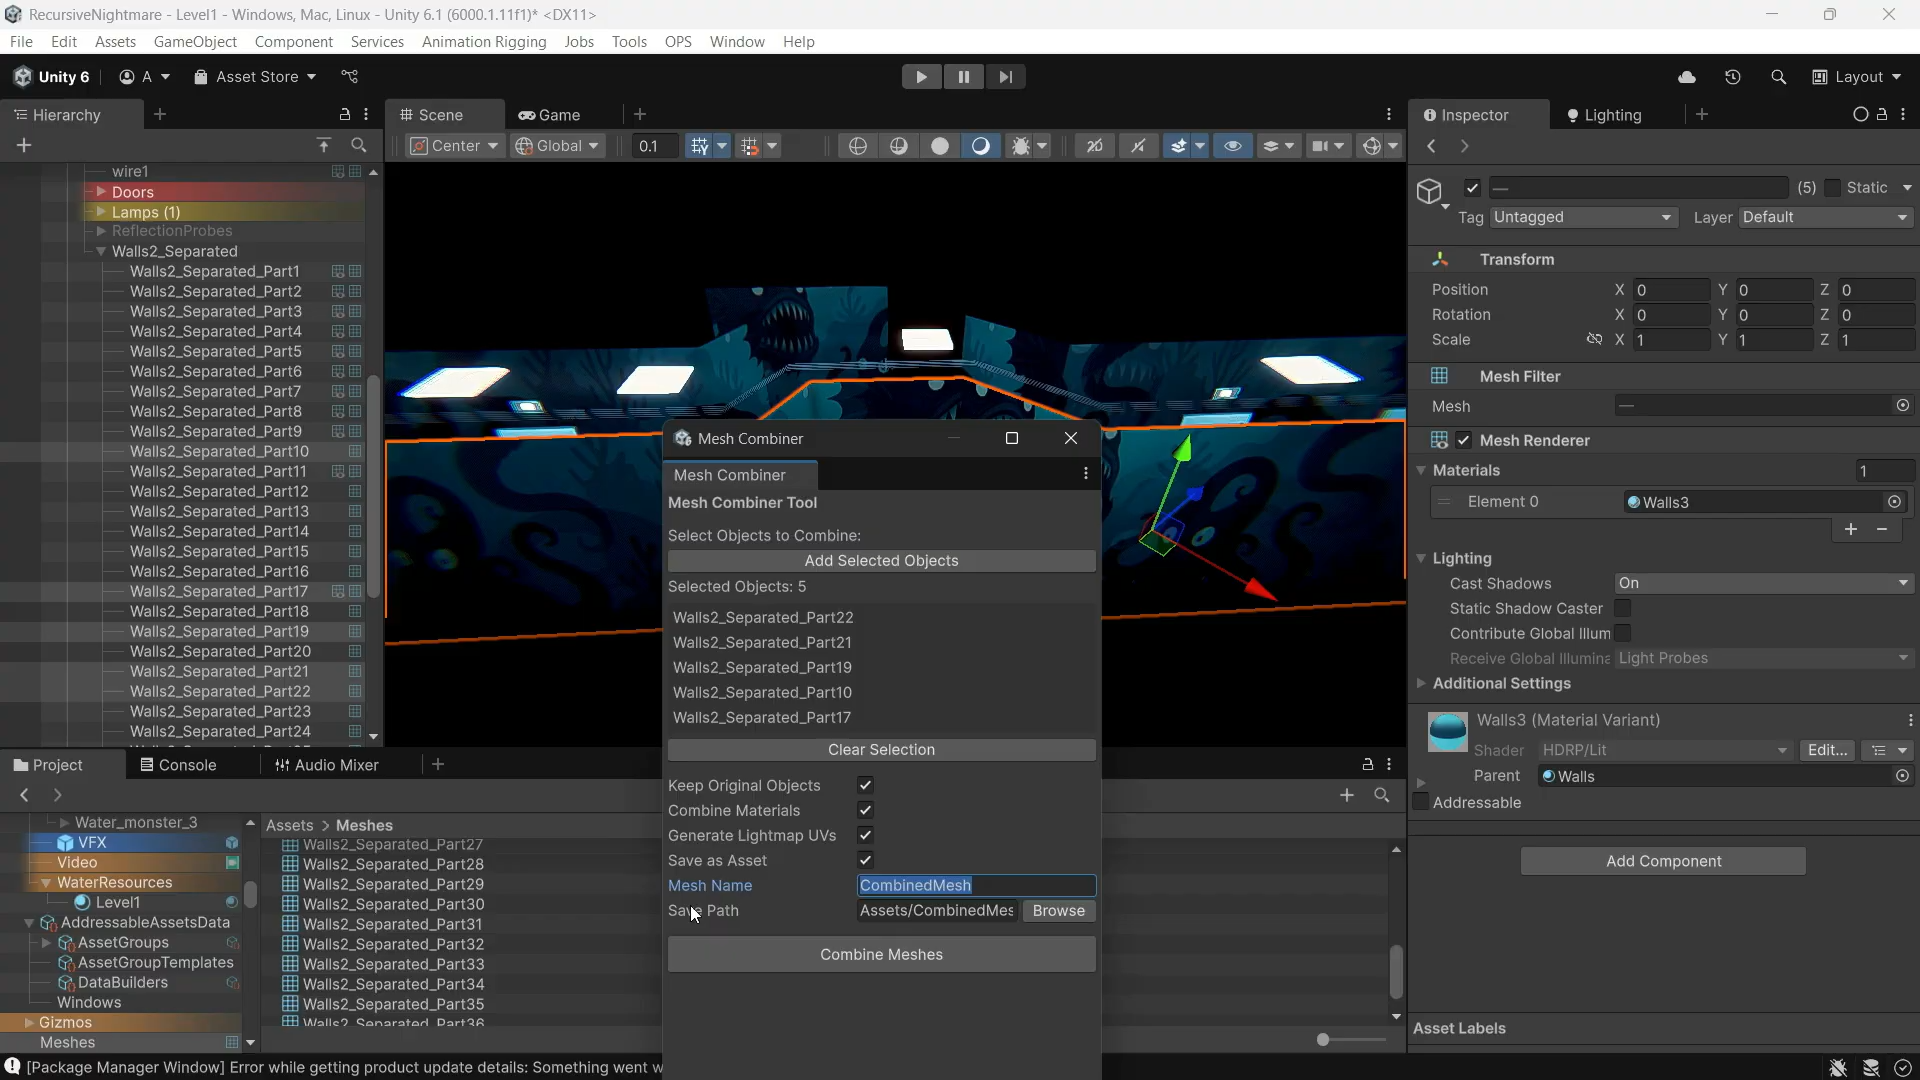 RecursiveNightmare - Level1 - Windows, Mac, Linux - Unity 6.1 (6000.1.11f1)* <DX11>
File Edit Assets GameObject Component Services Animation Rigging Jobs Tools OPS Window Help
Unity 6 A Asset Store Layout
Hierarchy Scene Game Inspector Lighting
Center Global 0.1
wire1
Doors
Lamps (1)
ReflectionProbes
Walls2_Separated
Walls2_Separated_Part1
Walls2_Separated_Part2
Walls2_Separated_Part3
Walls2_Separated_Part4
Walls2_Separated_Part5
Walls2_Separated_Part6
Walls2_Separated_Part7
Walls2_Separated_Part8
Walls2_Separated_Part9
Walls2_Separated_Part10
Walls2_Separated_Part11
Walls2_Separated_Part12
Walls2_Separated_Part13
Walls2_Separated_Part14
Walls2_Separated_Part15
Walls2_Separated_Part16
Walls2_Separated_Part17
Walls2_Separated_Part18
Walls2_Separated_Part19
Walls2_Separated_Part20
Walls2_Separated_Part21
Walls2_Separated_Part22
Walls2_Separated_Part23
Walls2_Separated_Part24
Mesh Combiner
Mesh Combiner
Mesh Combiner Tool
Select Objects to Combine:
Add Selected Objects
Selected Objects: 5
Walls2_Separated_Part22
Walls2_Separated_Part21
Walls2_Separated_Part19
Walls2_Separated_Part10
Walls2_Separated_Part17
Clear Selection
Keep Original Objects
Combine Materials
Generate Lightmap UVs
Save as Asset
Mesh Name CombinedMesh
Save Path Assets/CombinedMes Browse
Combine Meshes
— (5) Static
Tag Untagged Layer Default
Transform
Position X 0 Y 0 Z 0
Rotation X 0 Y 0 Z 0
Scale X 1 Y 1 Z 1
Mesh Filter
Mesh —
Mesh Renderer
Materials 1
Element 0 Walls3
Lighting
Cast Shadows On
Static Shadow Caster
Contribute Global Illum
Receive Global Illumina Light Probes
Additional Settings
Walls3 (Material Variant)
Shader HDRP/Lit Edit...
Parent Walls
Addressable
Add Component
Asset Labels
Project Console Audio Mixer
Water_monster_3
VFX
Video
WaterResources
Level1
AddressableAssetsData
AssetGroups
AssetGroupTemplates
DataBuilders
Windows
Gizmos
Meshes
Assets > Meshes
Walls2_Separated_Part27
Walls2_Separated_Part28
Walls2_Separated_Part29
Walls2_Separated_Part30
Walls2_Separated_Part31
Walls2_Separated_Part32
Walls2_Separated_Part33
Walls2_Separated_Part34
Walls2_Separated_Part35
Walls2_Separated_Part36
[Package Manager Window] Error while getting product update details: Something went w